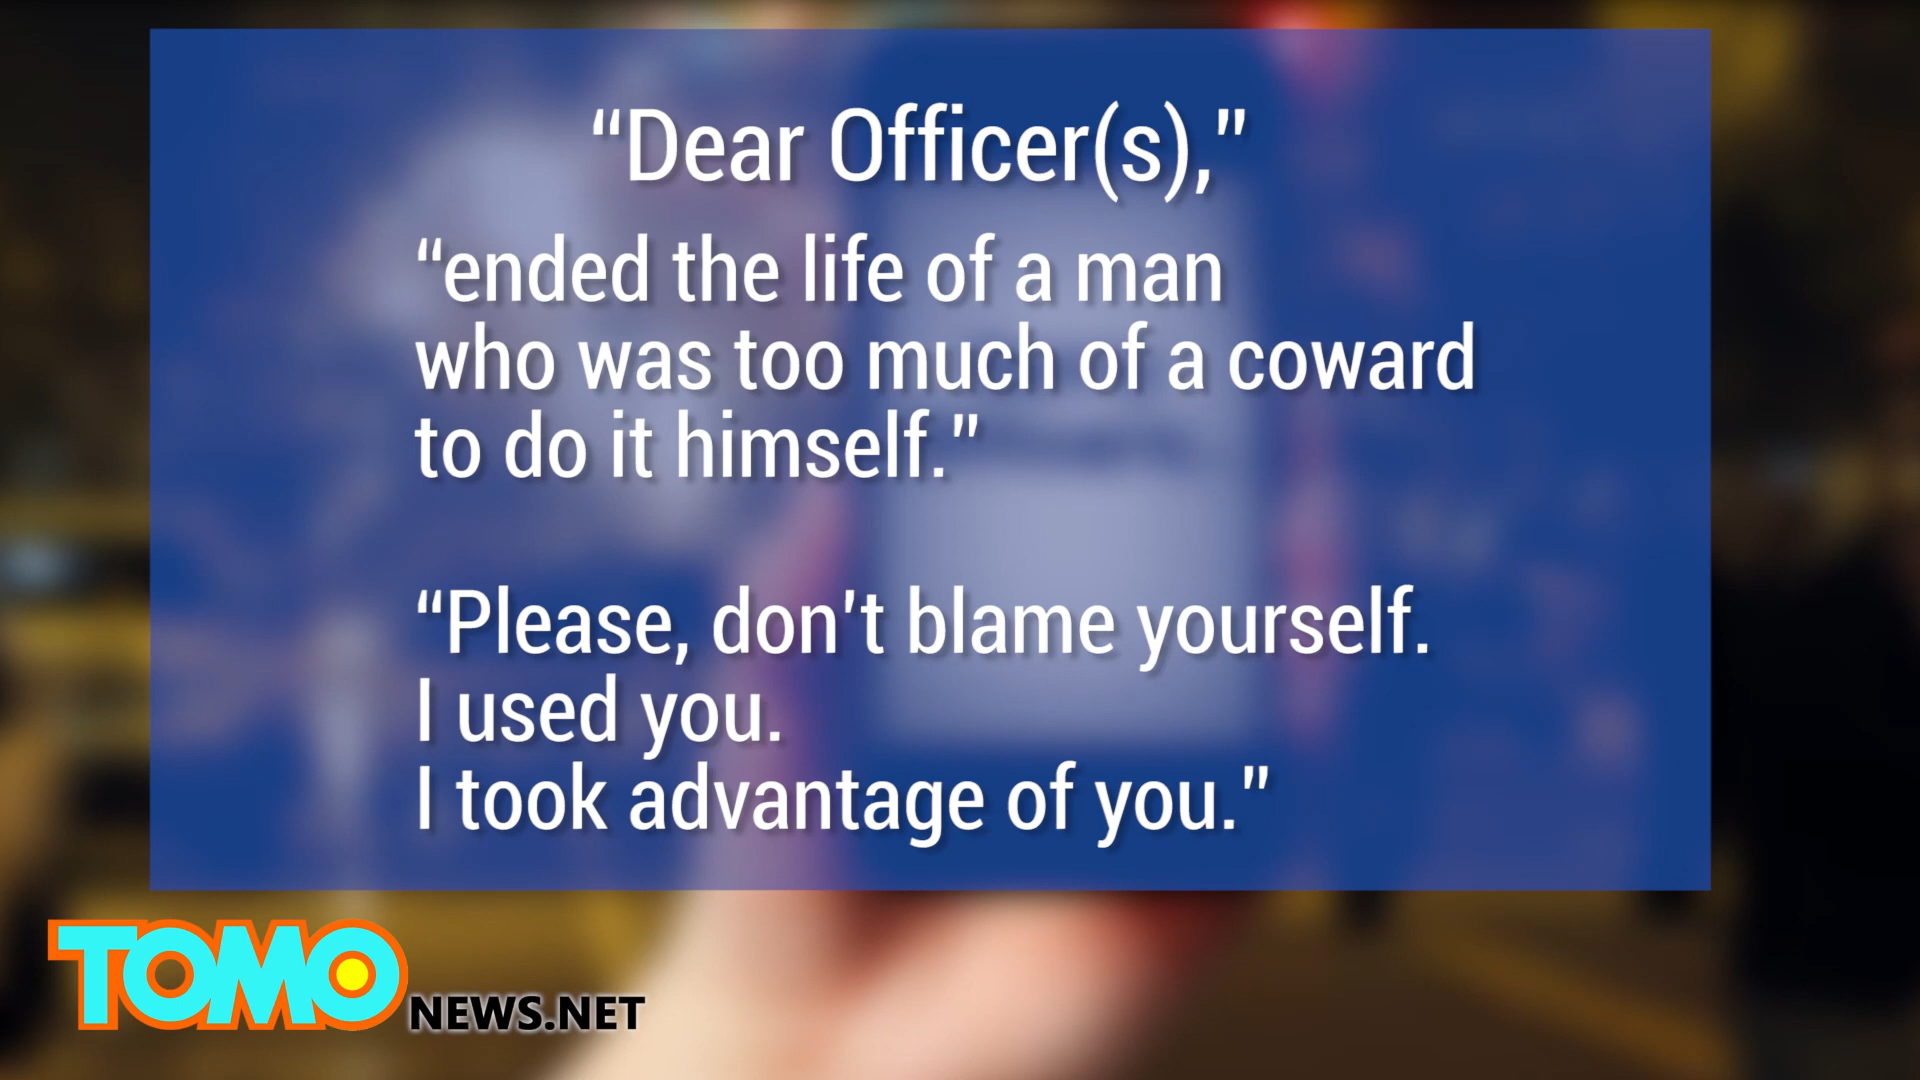 “Dear Officer(s),”
“ended the life of a man
who was too much of a coward
to do it himself.”
“Please, don’t blame yourself.
I used you.
I took advantage of you.”
TOMO
NEWS.NET